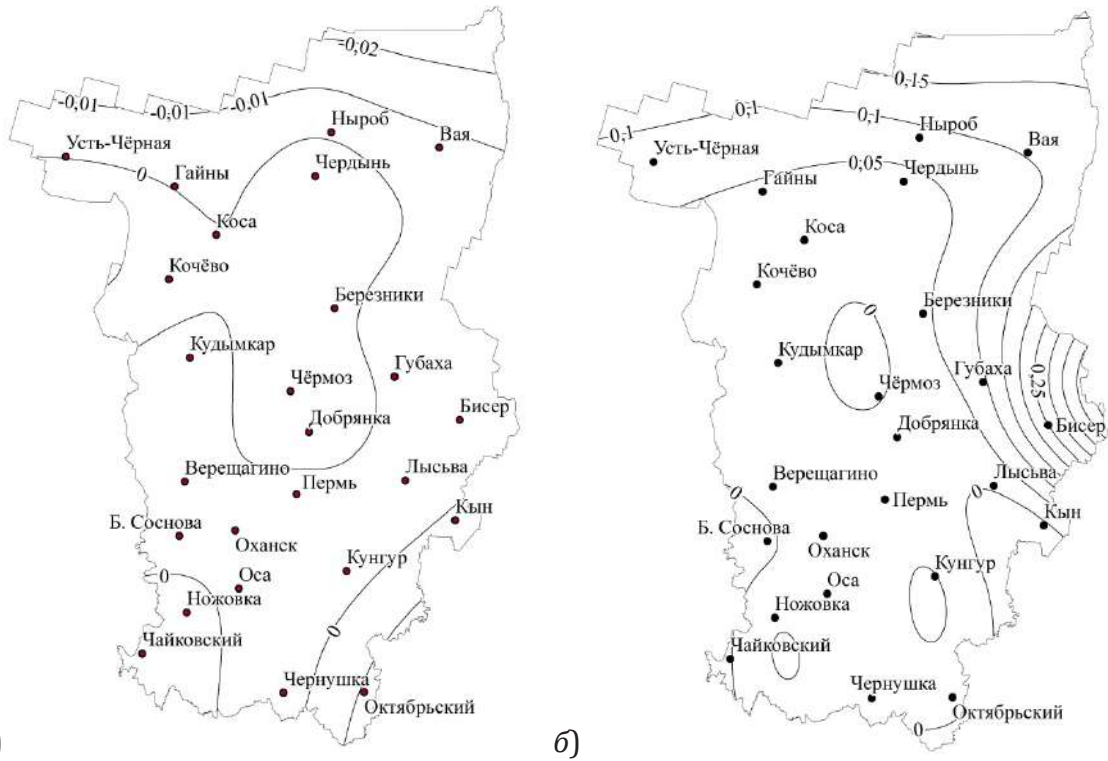 -0,02
-0,01
-0,01
-0,01
Ныроб
Вая
Усть-Чёрная
Чердынь
0
Гайны
Коса
Кочёво
Березники
Кудымкар
Губаха
Чёрмоз
Бисер
Добрянка
Верещагино
Лысьва
Пермь
Кын
Б. Соснова
Оханск
Кунгур
0
Оса
Ножовка
0
Чайковский
Чернушка
Октябрьский
)
0,15
0,1
0,1
0,1
Ныроб
Вая
Усть-Чёрная
0,05
Чердынь
Гайны
Коса
Кочёво
0
Березники
Кудымкар
Губаха
Чёрмоз
0,25
Добрянка
Бисер
Верещагино
Лысьва
0
0
Пермь
Кын
Б. Соснова
Оханск
Кунгур
Оса
Ножовка
Чайковский
Чернушка
Октябрьский
0
б)